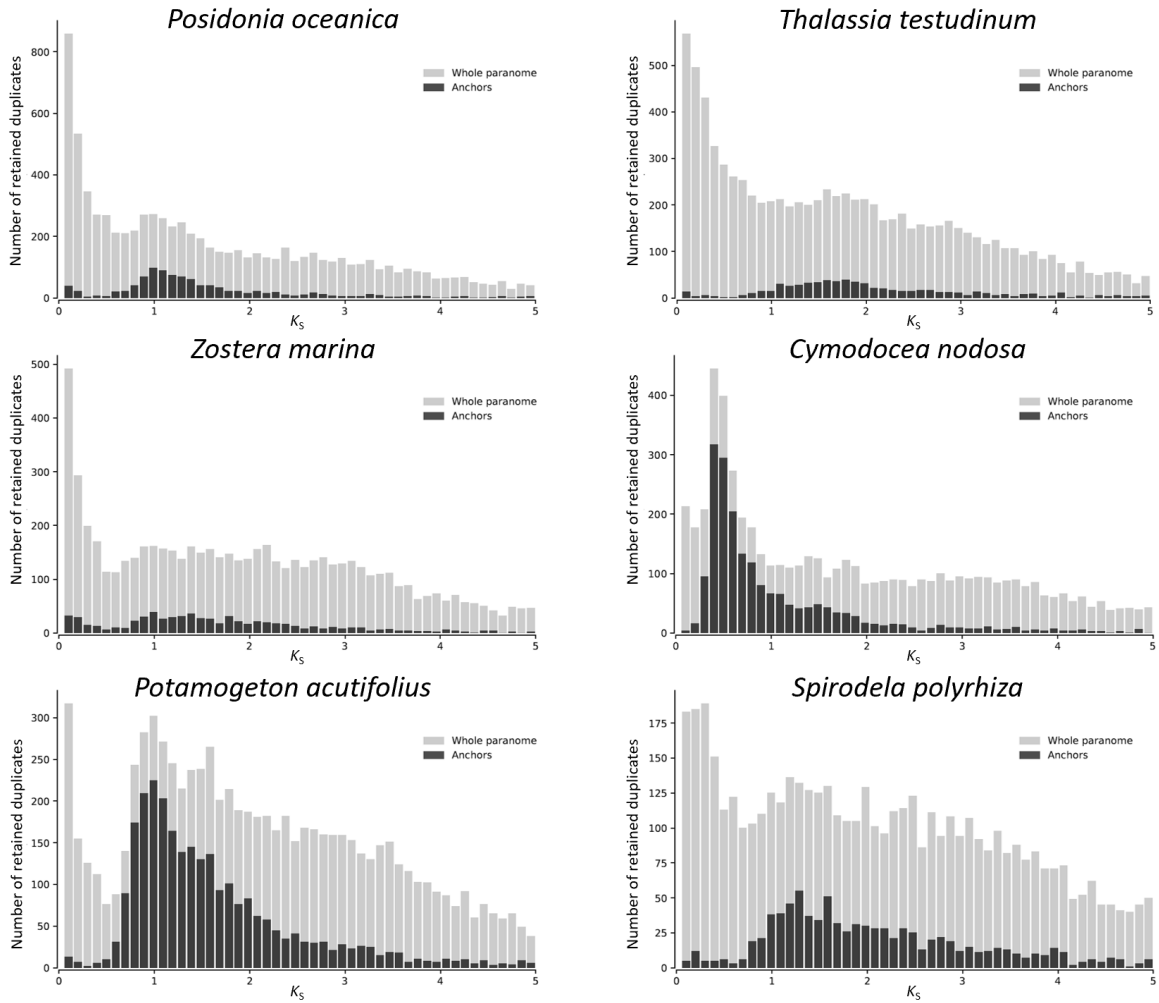 Posidonia oceanica
Number of retained duplicates
800
600
400
200
0
Whole paranome
Anchors
0 1 2 3 4 5
KS
Thalassia testudinum
Number of retained duplicates
500
400
300
200
100
0
Whole paranome
Anchors
0 1 2 3 4 5
KS
Zostera marina
Number of retained duplicates
500
400
300
200
100
0
Whole paranome
Anchors
0 1 2 3 4 5
KS
Cymodocea nodosa
Number of retained duplicates
400
300
200
100
0
Whole paranome
Anchors
0 1 2 3 4 5
KS
Potamogeton acutifolius
Number of retained duplicates
300
250
200
150
100
50
0
Whole paranome
Anchors
0 1 2 3 4 5
KS
Spirodela polyrhiza
Number of retained duplicates
175
150
125
100
75
50
25
0
Whole paranome
Anchors
0 1 2 3 4 5
KS